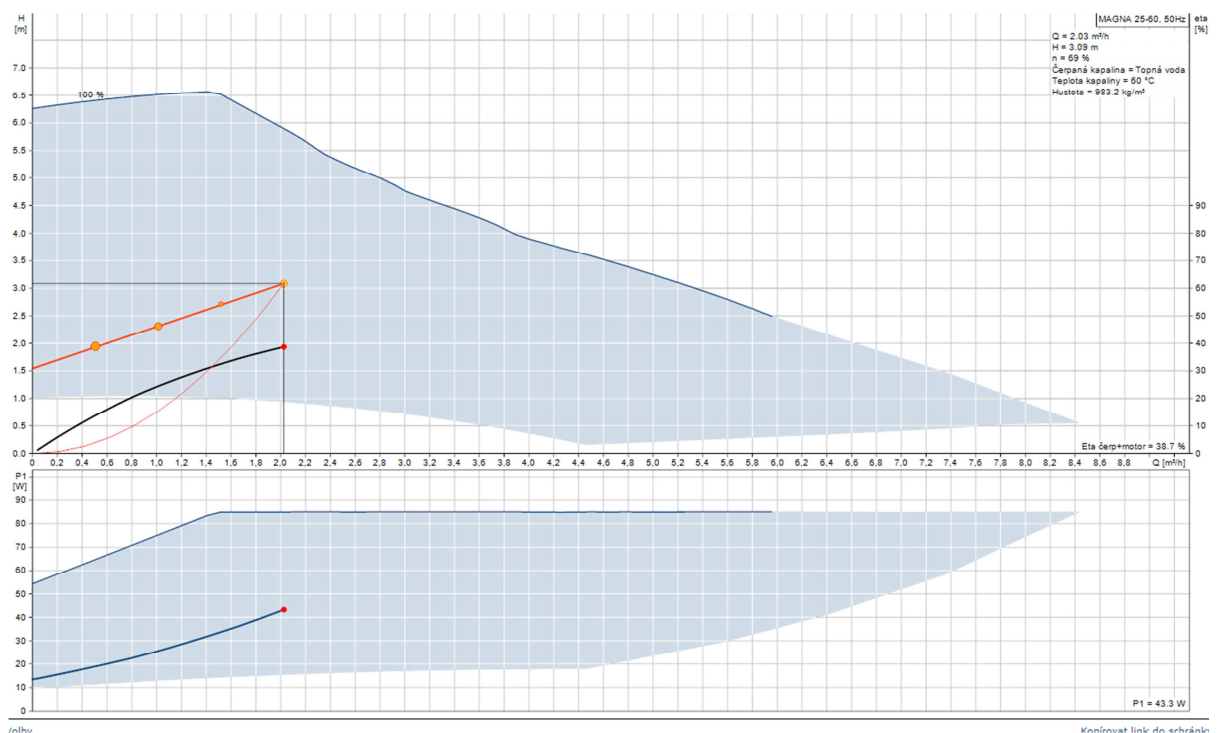 H
[m]
MAGNA 25-60, 50Hz
eta
[%]
Q = 2.03 m³/h
H = 3.09 m
n = 69 %
Čerpaná kapalina = Topná voda
Teplota kapaliny = 60 °C
Hustota = 983.2 kg/m³
100 %
7.0
6.5
6.0
5.5
5.0
4.5
4.0
3.5
3.0
2.5
2.0
1.5
1.0
0.5
0.0
90
80
70
60
50
40
30
20
10
0
Eta čerp+motor = 38.7 %
0 0,2 0,4 0,6 0,8 1.0 1,2 1,4 1,6 1,8 2.0 2,2 2,4 2,6 2,8 3.0 3,2 3,4 3,6 3,8 4.0 4,2 4,4 4,6 4,8 5.0 5,2 5,4 5,6 5,8 6.0 6,2 6,4 6,6 6,8 7.0 7,2 7,4 7,6 7,8 8.0 8,2 8,4 8,6 8,8 Q [m³/h]
P1
[W]
90
80
70
60
50
40
30
20
10
0
P1 = 43.3 W
/olby
Kopírovat link do schránky